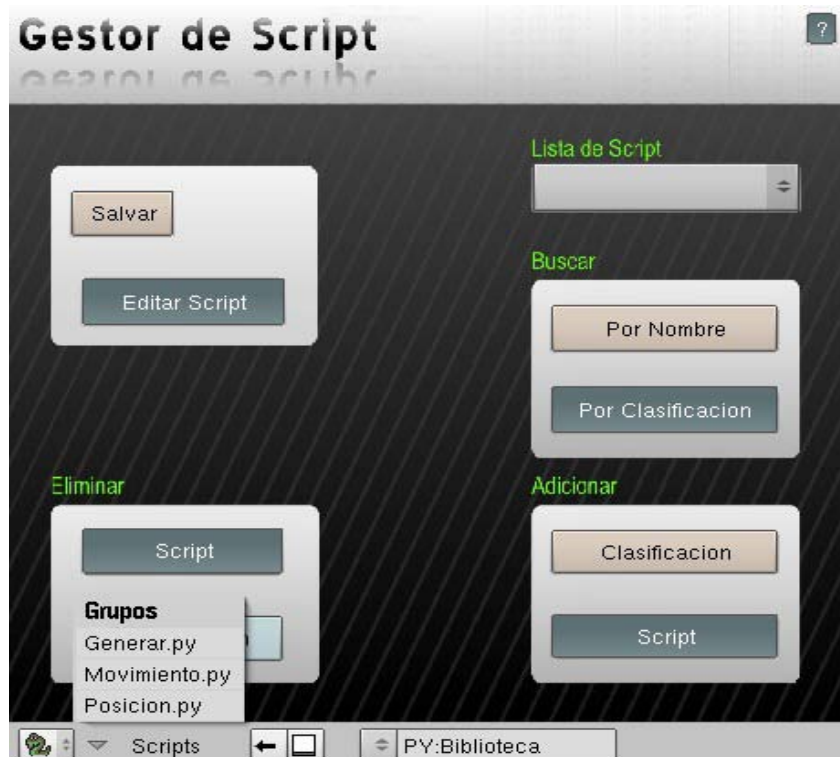 Gestor de Script
?
Lista de Script
Salvar
Editar Script
Buscar
Por Nombre
Por Clasificacion
Eliminar
Script
Grupos
Generar.py
Movimiento.py
Posicion.py
Adicionar
Clasificacion
Script
Scripts
PY:Biblioteca